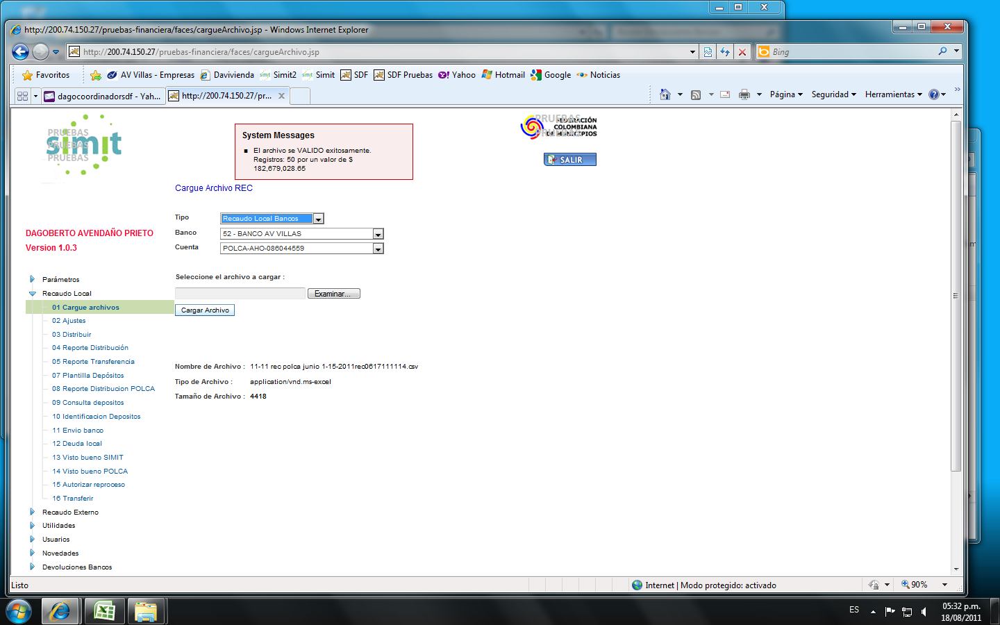 http://200.74.150.27/pruebas-financiera/faces/cargueArchivo.jsp - Windows Internet Explorer
http://200.74.150.27/pruebas-financiera/faces/cargueArchivo.jsp
Bing
Favoritos
AV Villas - Empresas
Davivienda
Simit2
Simit
SDF
SDF Pruebas
Yahoo
Hotmail
Google
Noticias
dagocoordinadorsdf - Yah...
http://200.74.150.27/pr...
Página
Seguridad
Herramientas
PRUEBAS
simit
PRUEBAS
PRUEBAS
System Messages
El archivo se VALIDO exitosamente.
Registros: 50 por un valor de $
182,679,028.65
PRUEBAS
FEDERACIÓN
COLOMBIANA
DE MUNICIPIOS
PRUEBAS
SALIR
Cargue Archivo REC
Tipo
Recaudo Local Bancos
DAGOBERTO AVENDAÑO PRIETO
Banco
52 - BANCO AV VILLAS
Version 1.0.3
Cuenta
POLCA-AHO-086044559
Seleccione el archivo a cargar :
Examinar...
Cargar Archivo
Nombre de Archivo : 11-11 rec polca junio 1-15-2011rec0617111114.csv
Tipo de Archivo : application/vnd.ms-excel
Tamaño de Archivo : 4418
Parámetros
Recaudo Local
01 Cargue archivos
02 Ajustes
03 Distribuir
04 Reporte Distribución
05 Reporte Transferencia
07 Plantilla Depósitos
08 Reporte Distribucion POLCA
09 Consulta depositos
10 Identificacion Depositos
11 Envio banco
12 Deuda local
13 Visto bueno SIMIT
14 Visto bueno POLCA
15 Autorizar reproceso
16 Transferir
Recaudo Externo
Utilidades
Usuarios
Novedades
Devoluciones Bancos
Listo
Internet | Modo protegido: activado
90%
ES
05:32 p.m.
18/08/2011